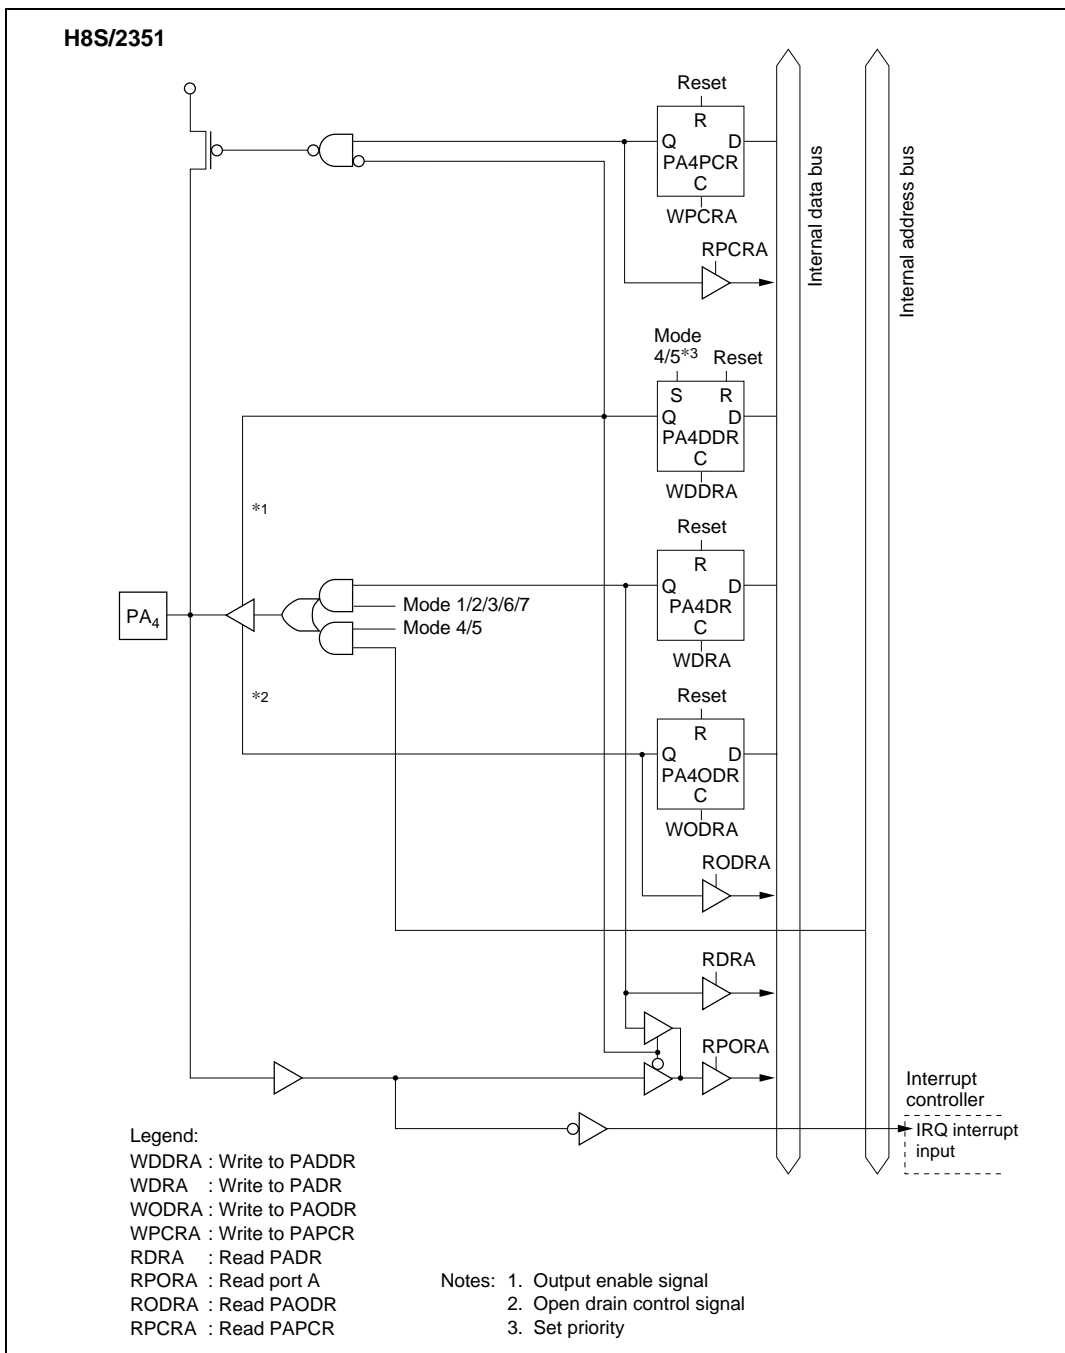 H8S/2351
Reset
R
Q D
PA4PCR
C
WPCRA
RPCRA
Internal data bus
Internal address bus
Mode
4/5*3 Reset
S R
Q D
PA4DDR
C
WDDRA
*1
Reset
R
Q D
PA4DR
C
WDRA
Mode 1/2/3/6/7
Mode 4/5
PA4
*2
Reset
R
Q D
PA4ODR
C
WODRA
RODRA
RDRA
RPORA
Interrupt
controller
IRQ interrupt
input
Legend:
WDDRA : Write to PADDR
WDRA : Write to PADR
WODRA : Write to PAODR
WPCRA : Write to PAPCR
RDRA : Read PADR
RPORA : Read port A
RODRA : Read PAODR
RPCRA : Read PAPCR
Notes: 1. Output enable signal
2. Open drain control signal
3. Set priority